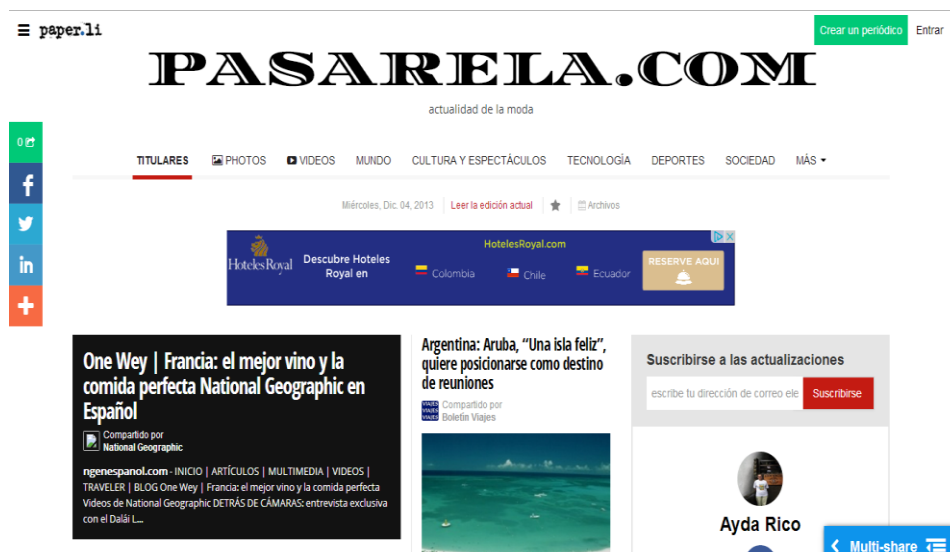 paper.li
Crear un periódico Entrar
PASARELA.COM
actualidad de la moda
0
TITULARES PHOTOS VIDEOS MUNDO CULTURA Y ESPECTÁCULOS TECNOLOGÍA DEPORTES SOCIEDAD MÁS
Miércoles, Dic. 04, 2013 Leer la edición actual Archivos
HotelesRoyal
Descubre Hoteles
Royal en
HotelesRoyal.com
Colombia Chile Ecuador
RESERVE AQUI
One Wey | Francia: el mejor vino y la
comida perfecta National Geographic en
Español
Compartido por
National Geographic
ngenespanol.com - INICIO | ARTÍCULOS | MULTIMEDIA | VIDEOS |
TRAVELER | BLOG One Wey | Francia: el mejor vino y la comida perfecta
Videos de National Geographic DETRÁS DE CÁMARAS: entrevista exclusiva
con el Dalái L...
Argentina: Aruba, “Una isla feliz”,
quiere posicionarse como destino
de reuniones
VIAJES
VIAJES
VIAJES
Compartido por
Boletin Viajes
Suscribirse a las actualizaciones
escribe tu dirección de correo ele Suscribirse
Ayda Rico
Multi-share